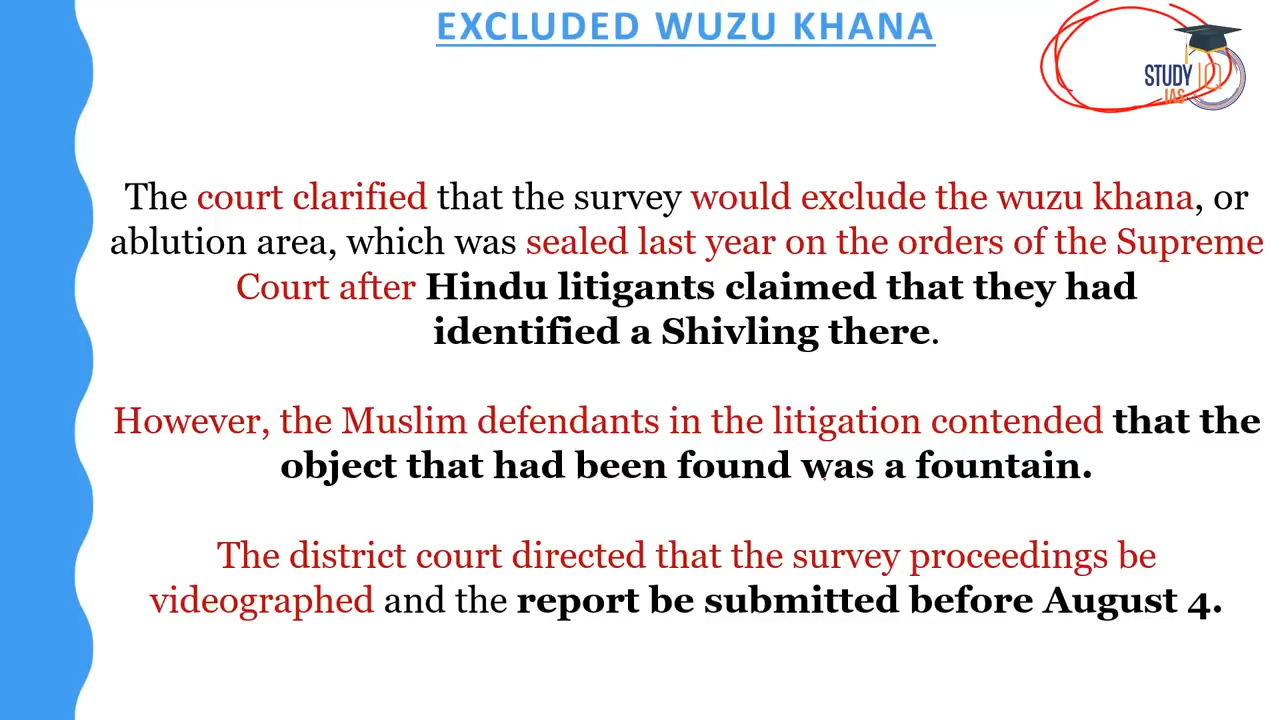 EXCLUDED WUZU KHANA
STUDY IQ
IAS
The court clarified that the survey would exclude the wuzu khana, or
ablution area, which was sealed last year on the orders of the Supreme
Court after Hindu litigants claimed that they had
identified a Shivling there.
However, the Muslim defendants in the litigation contended that the
object that had been found was a fountain.
The district court directed that the survey proceedings be
videographed and the report be submitted before August 4.